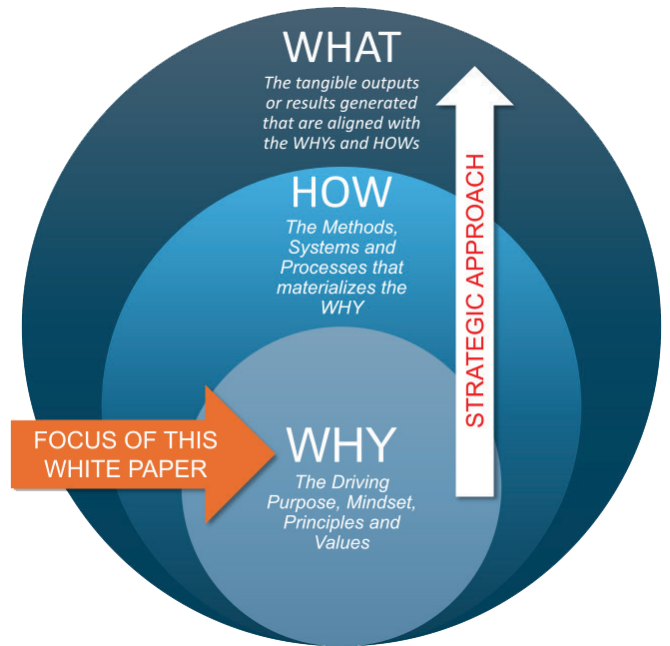 WHAT
The tangible outputs
or results generated
that are aligned with
the WHYs and HOWs
HOW
The Methods,
Systems and
Processes that
materializes the
WHY
STRATEGIC APPROACH
FOCUS OF THIS
WHITE PAPER
WHY
The Driving
Purpose, Mindset,
Principles and
Values